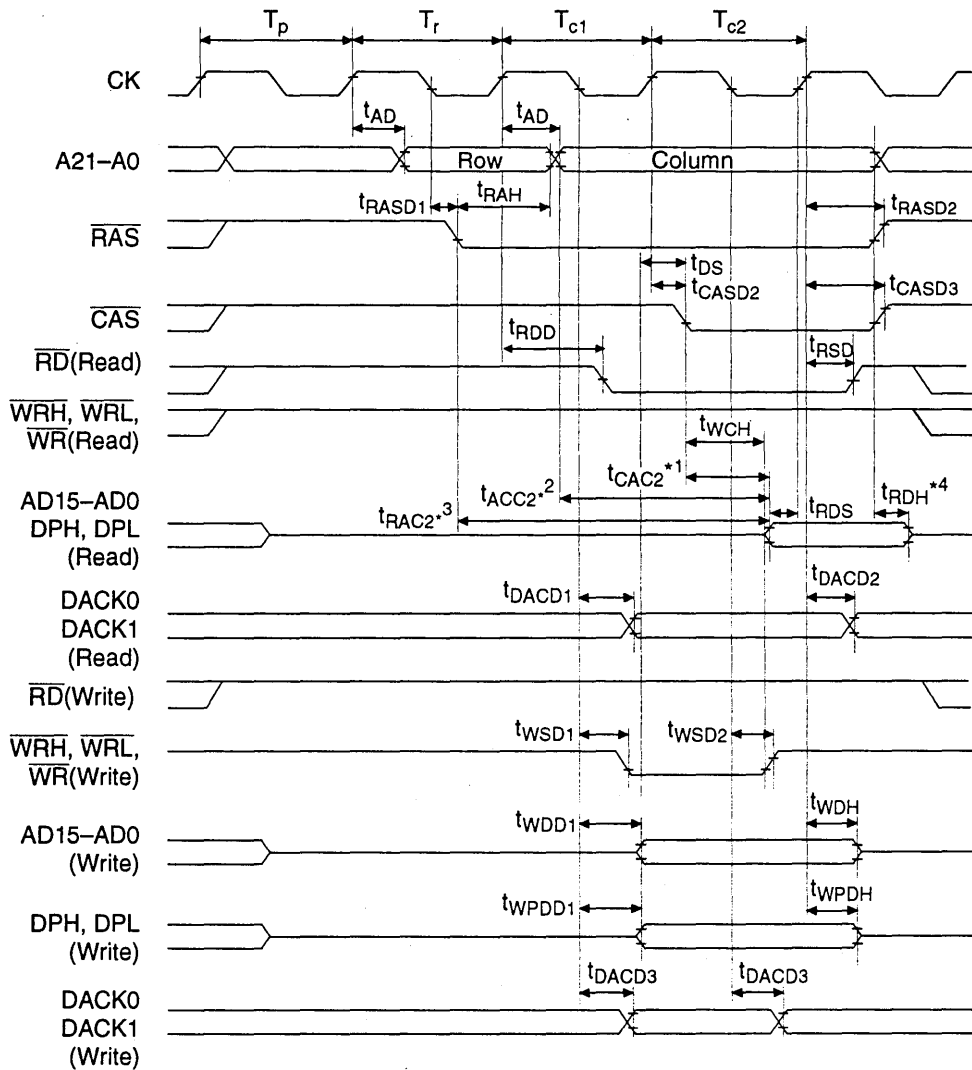 Tp Tr Tc1 Tc2
CK
tAD tAD
A21–A0 Row Column
tRASD1 tRAH tRASD2
RAS
tDS
tCASD2 tCASD3
CAS
tRDD tRSD
RD(Read)
WRH, WRL,
WR(Read)
tWCH
tCAC2*1
tACC2*2
AD15–AD0
DPH, DPL
(Read)
tRAC2*3 tRDS tRDH*4
DACK0
DACK1
(Read)
tDACD1 tDACD2
RD(Write)
WRH, WRL,
WR(Write)
tWSD1 tWSD2
AD15–AD0
(Write)
tWDD1 tWDH
DPH, DPL
(Write)
tWPDD1 tWPDH
DACK0
DACK1
(Write)
tDACD3 tDACD3